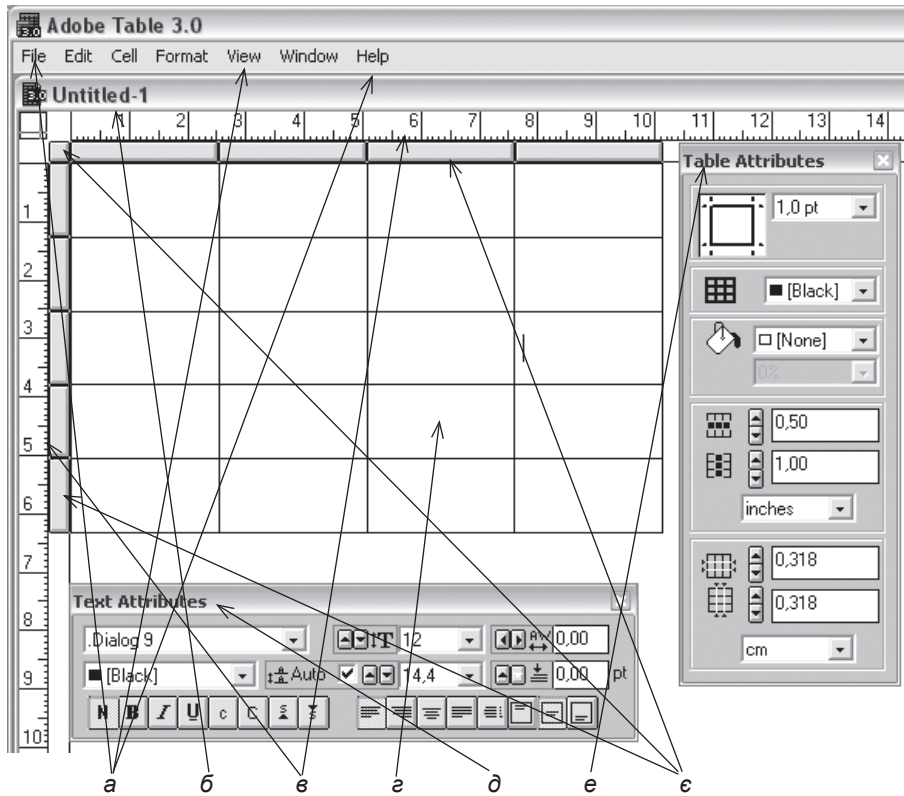 Adobe Table 3.0
File Edit Cell Format View Window Help
Untitled-1
1 2 3 4 5 6 7 8 9 10 11 12 13 14
Table Attributes
1,0 pt
1
[Black]
2
3
[None]
0%
4
0,50
5
1,00
6
inches
7
0,318
Text Attributes
8
0,318
.Dialog 9
12
AV
0,00
cm
9
[Black]
Auto
14,4
0,00
pt
N B I U c C
10
а б в г д е є